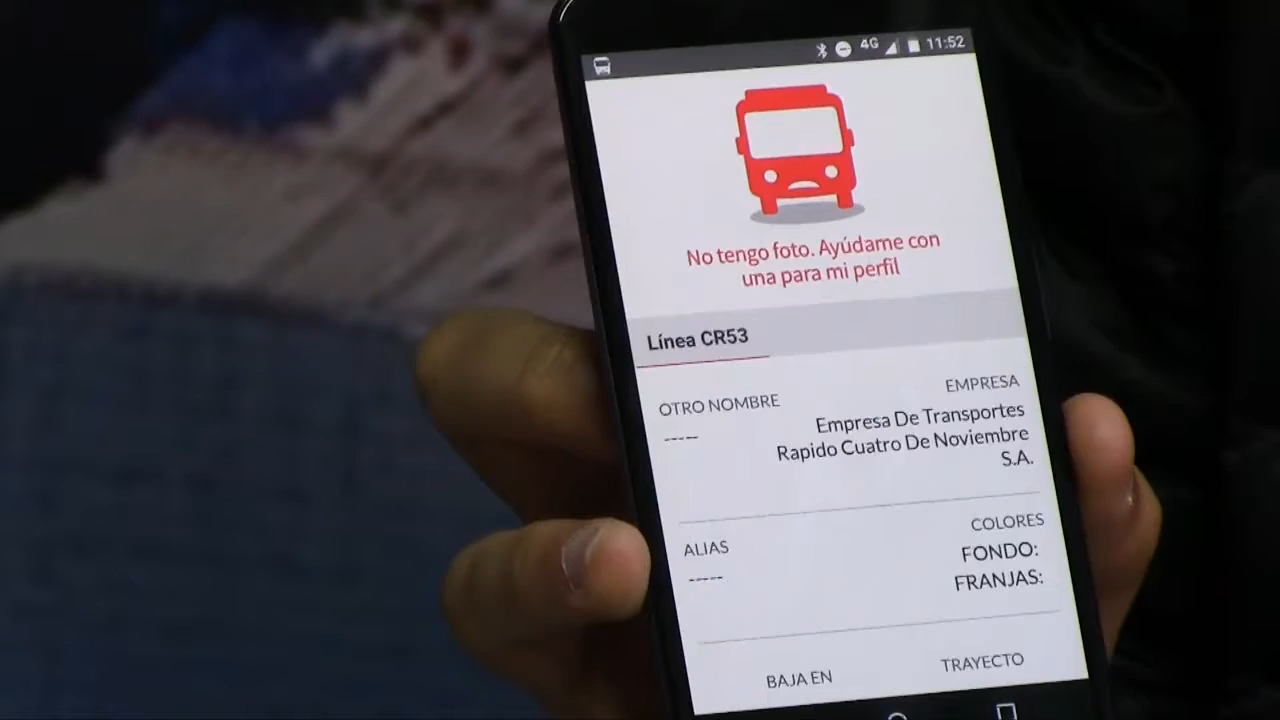 4G 11:52
No tengo foto. Ayúdame con
una para mi perfil
Línea CR53
OTRO NOMBRE
----
EMPRESA
Empresa De Transportes
Rapido Cuatro De Noviembre
S.A.
ALIAS
-----
COLORES
FONDO:
FRANJAS:
BAJA EN
TRAYECTO